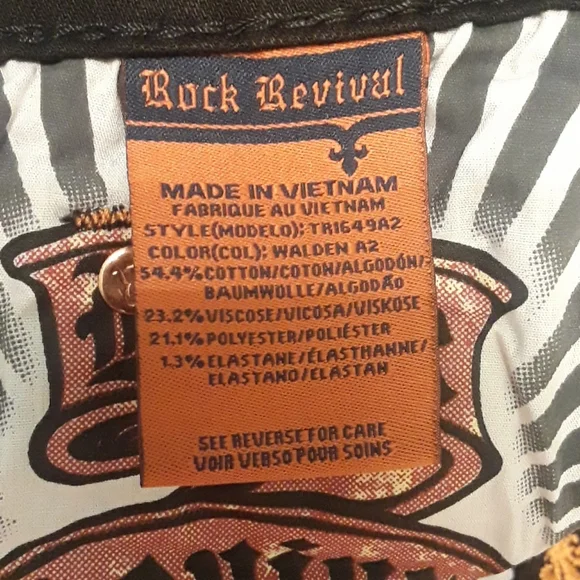 Rock Revival
MADE IN VIETNAM
FABRIQUE AU VIETNAM
STYLE(MODELO): TR1649A2
COLOR(COL): WALDEN A2
54.4%COTTON/COTON/ALGODÓN/
BAUMWOLLE/ALGODÃO
23.2%VISCOSE/VICOSA/VISKOSE
21.1%POLYESTER/POLIÉSTER
1.3%ELASTANE/ÉLASTHANNE/
ELASTANO/ELASTAN
SEE REVERSE FOR CARE
VOIR VERSO POUR SOINS